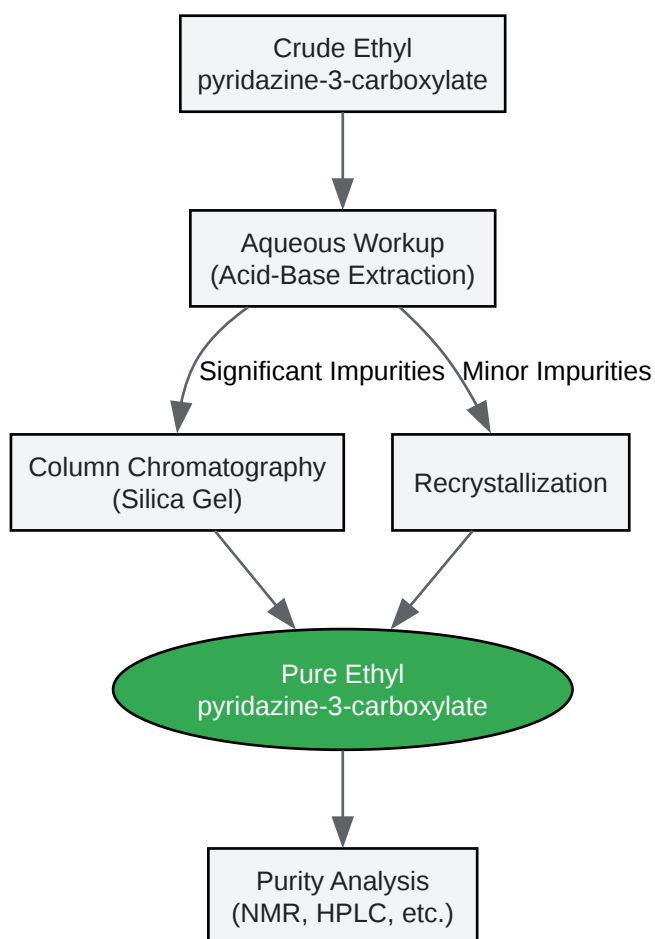 Crude Ethyl
pyridazine-3-carboxylate
Aqueous Workup
(Acid-Base Extraction)
Significant Impurities
Minor Impurities
Column Chromatography
(Silica Gel)
Recrystallization
Pure Ethyl
pyridazine-3-carboxylate
Purity Analysis
(NMR, HPLC, etc.)